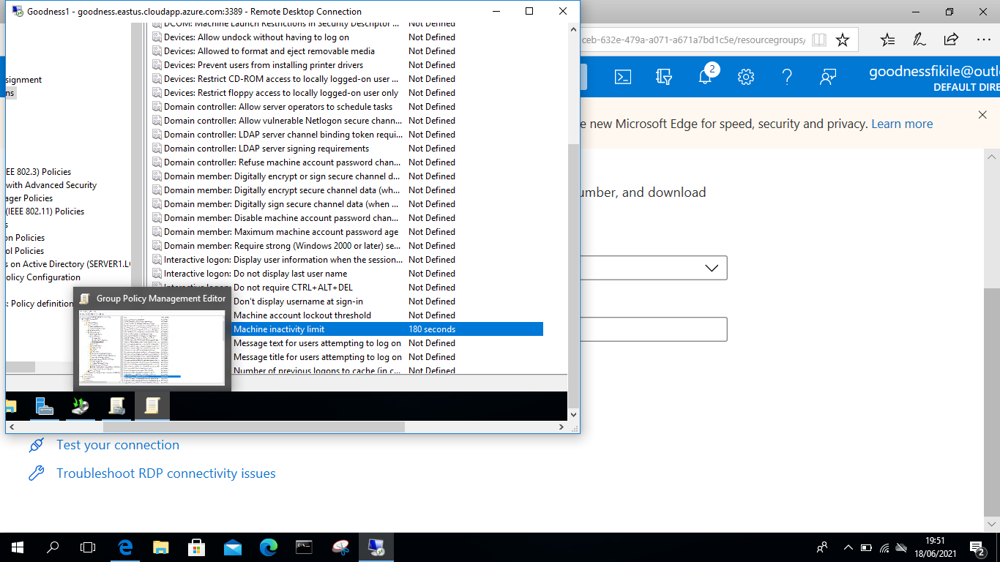 Goodness1 - goodness.eastus.cloudapp.azure.com:3389 - Remote Desktop Connection
ceb-632e-479a-a071-a671a7bd1c5e/resourcegroups/
2
goodnessfikile@outlo
DEFAULT DIRE
e new Microsoft Edge for speed, security and privacy. Learn more
umber, and download
signment
ns
EE 802.3) Policies
with Advanced Security
ager Policies
(IEEE 802.11) Policies
s
on Policies
ol Policies
s on Active Directory (SERVER1.LO
olicy Configuration
: Policy definition
DCOM: Machine Launch Restrictions in Security Descriptor ... Not Defined
Devices: Allow undock without having to log on Not Defined
Devices: Allowed to format and eject removable media Not Defined
Devices: Prevent users from installing printer drivers Not Defined
Devices: Restrict CD-ROM access to locally logged-on user ... Not Defined
Devices: Restrict floppy access to locally logged-on user only Not Defined
Domain controller: Allow server operators to schedule tasks Not Defined
Domain controller: Allow vulnerable Netlogon secure chann... Not Defined
Domain controller: LDAP server channel binding token requi... Not Defined
Domain controller: LDAP server signing requirements Not Defined
Domain controller: Refuse machine account password chan... Not Defined
Domain member: Digitally encrypt or sign secure channel d... Not Defined
Domain member: Digitally encrypt secure channel data (wh... Not Defined
Domain member: Digitally sign secure channel data (when ... Not Defined
Domain member: Disable machine account password chan... Not Defined
Domain member: Maximum machine account password age Not Defined
Domain member: Require strong (Windows 2000 or later) se... Not Defined
Interactive logon: Display user information when the session... Not Defined
Interactive logon: Do not display last user name Not Defined
Interactive logon: Do not require CTRL+ALT+DEL Not Defined
Don't display username at sign-in Not Defined
Machine account lockout threshold Not Defined
Machine inactivity limit 180 seconds
Message text for users attempting to log on Not Defined
Message title for users attempting to log on Not Defined
Number of previous logons to cache (in c... Not Defined
Group Policy Management Editor
Test your connection
Troubleshoot RDP connectivity issues
19:51
18/06/2021
2